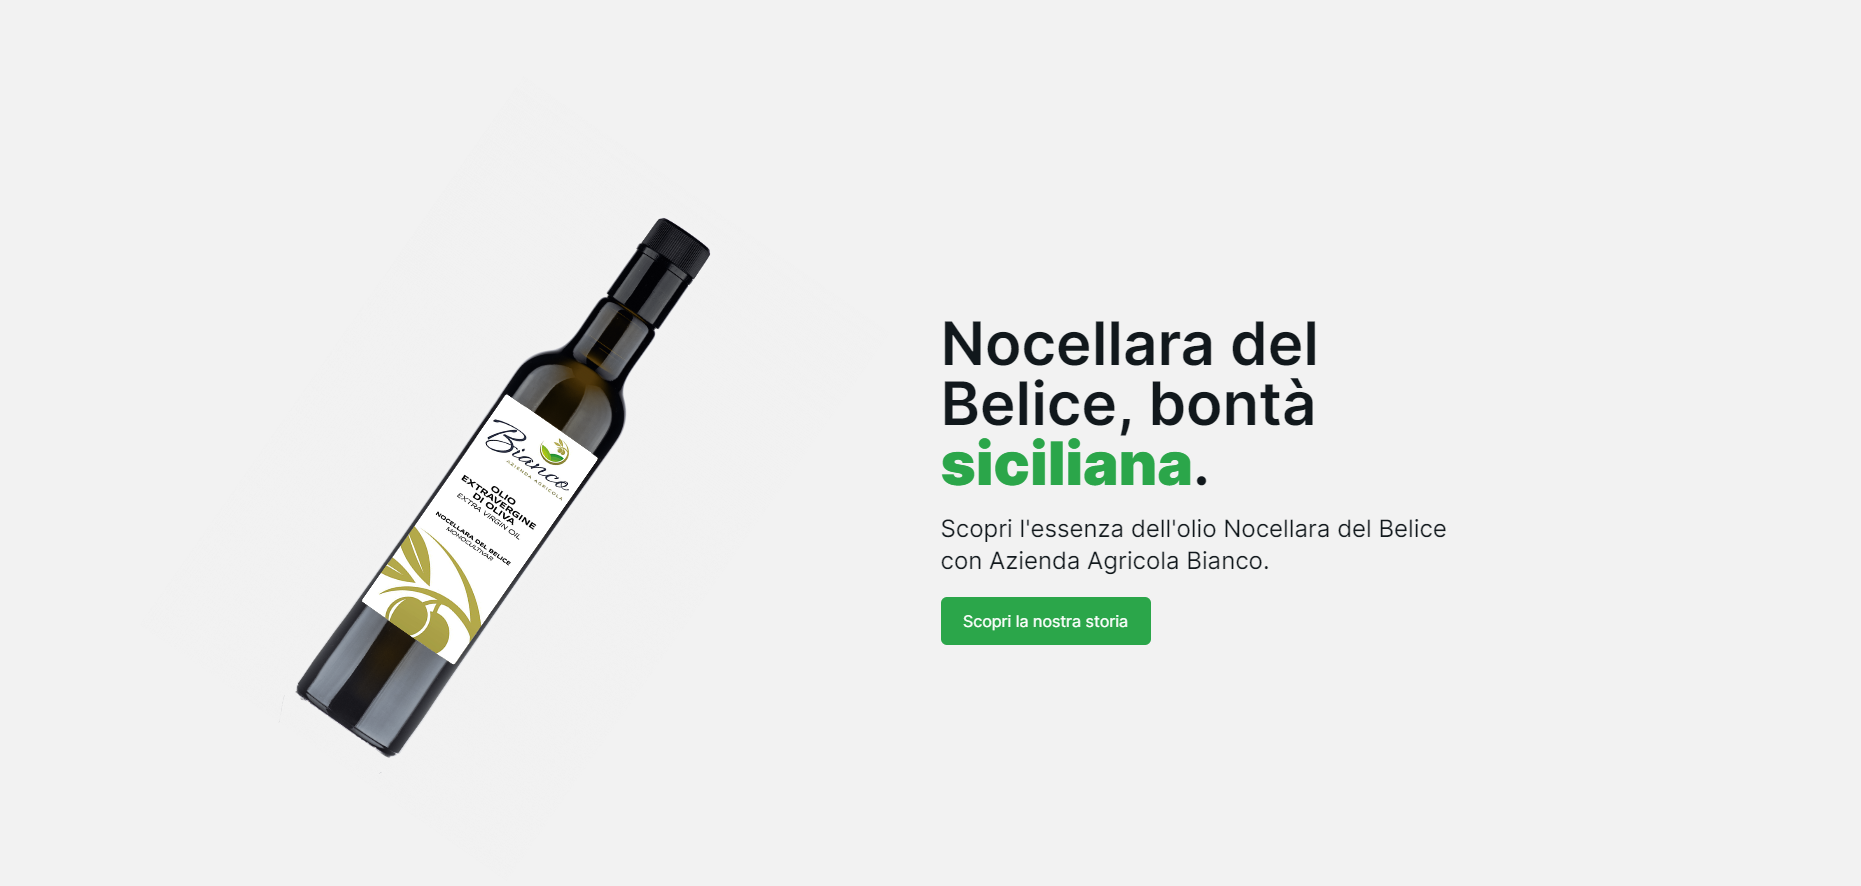 Bianco
AZIENDA AGRICOLA
OLIO
EXTRAVERGINE
DI OLIVA
EXTRA VIRGIN OIL
NOCELLARA DEL BELICE
MONOCULTIVAR
Nocellara del
Belice, bontà
siciliana.
Scopri l'essenza dell'olio Nocellara del Belice
con Azienda Agricola Bianco.
Scopri la nostra storia